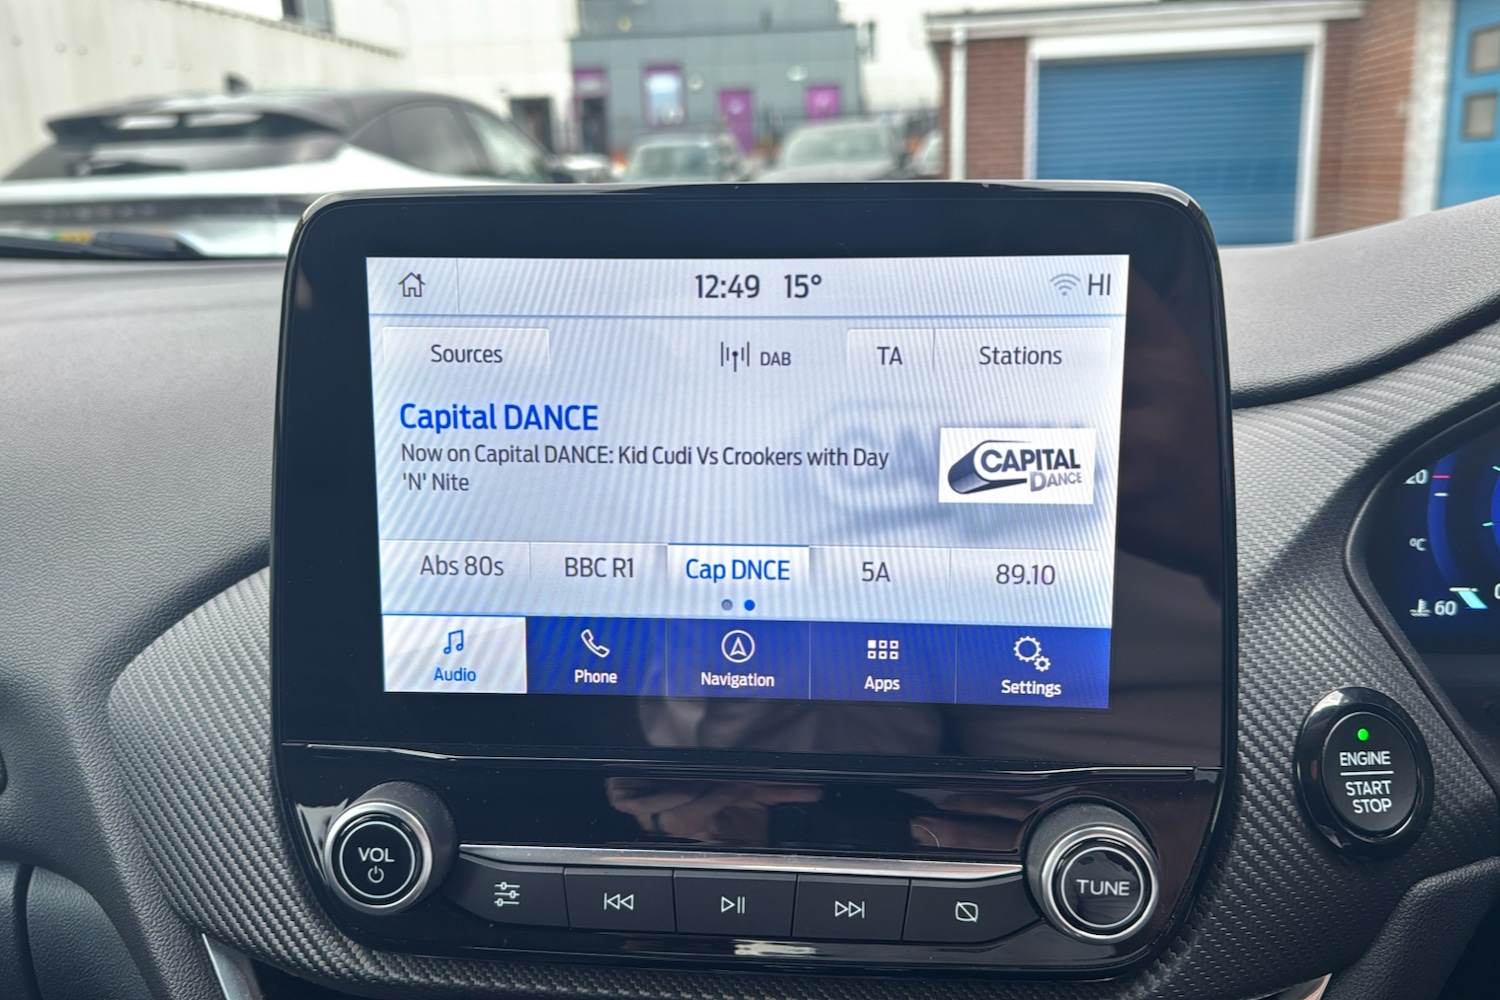 12:49 15° HI
Sources DAB TA Stations
Capital DANCE
Now on Capital DANCE: Kid Cudi Vs Crookers with Day
'N' Nite
CAPITAL
DANCE
Abs 80s BBC R1 Cap DNCE 5A 89.10
Audio Phone Navigation Apps Settings
20
°C
60
ENGINE
START
STOP
VOL
TUNE